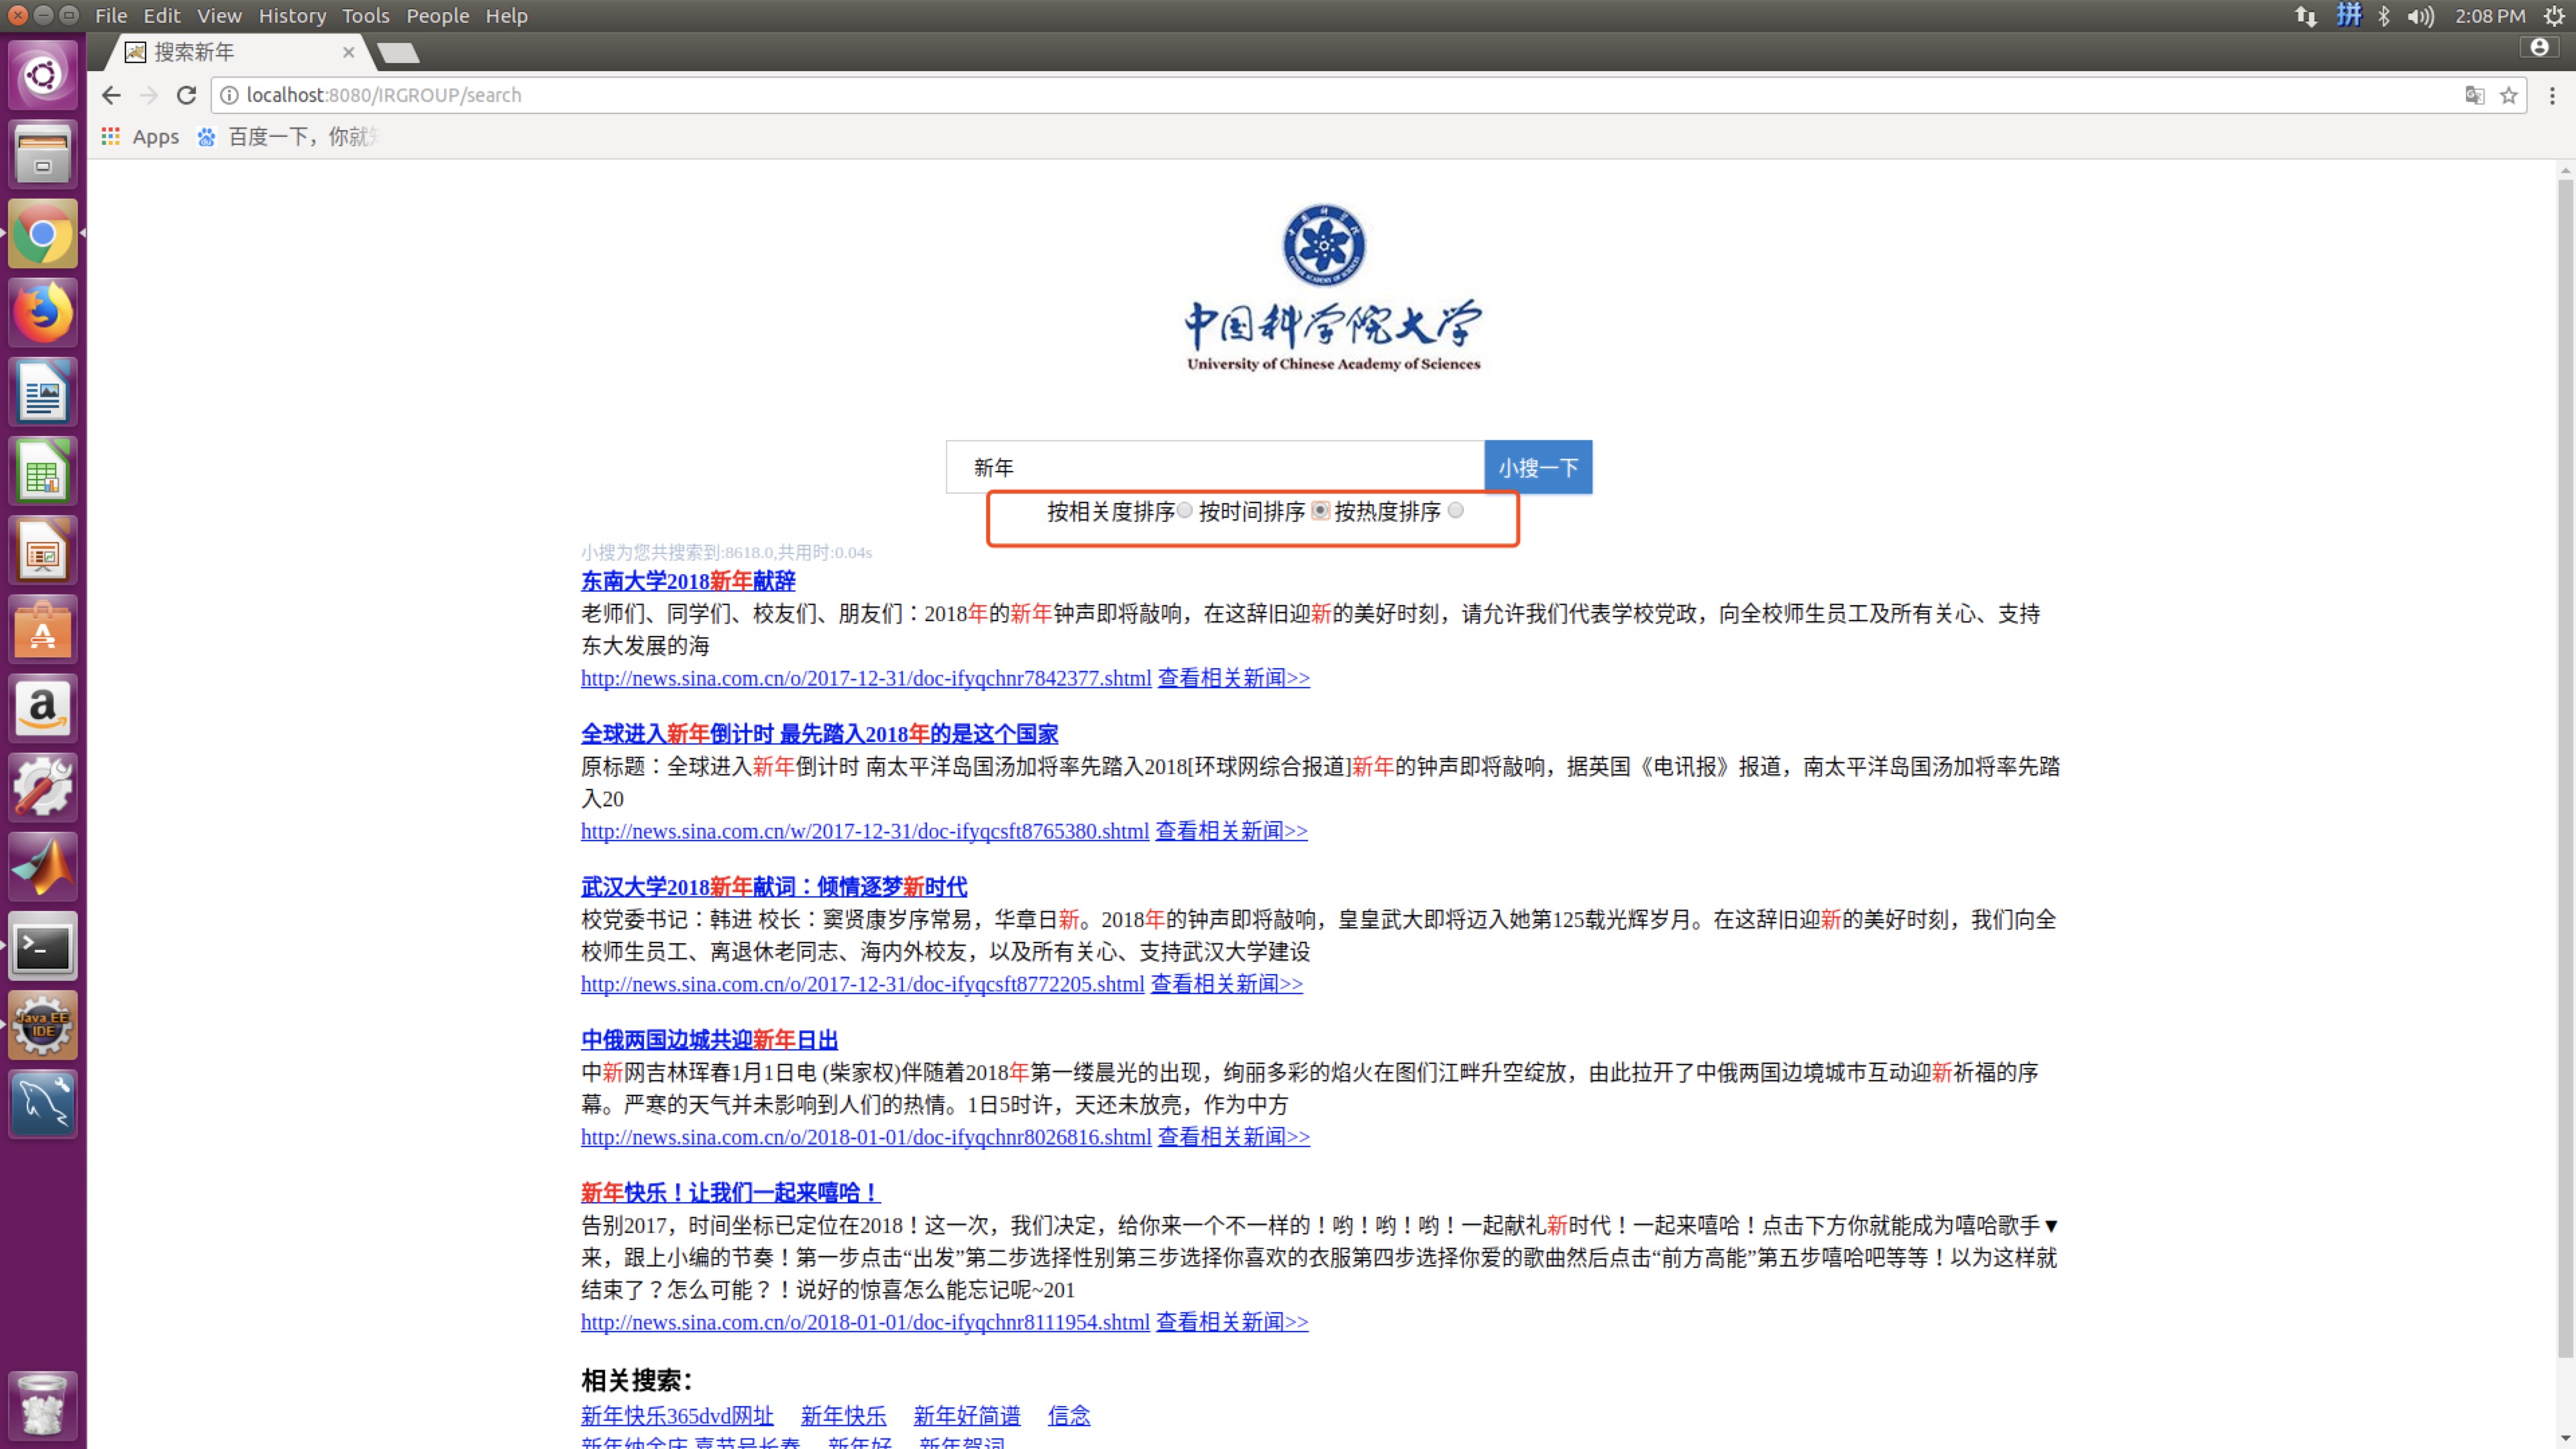 File Edit View History Tools People Help
拼 2:08 PM
搜索新年
localhost:8080/IRGROUP/search
Apps 百度一下，你就
中国科学院大学
University of Chinese Academy of Sciences
新年 小搜一下
按相关度排序 按时间排序 按热度排序
小搜为您共搜索到:8618.0,共用时:0.04s
东南大学2018新年献辞
老师们、同学们、校友们、朋友们：2018年的新年钟声即将敲响，在这辞旧迎新的美好时刻，请允许我们代表学校党政，向全校师生员工及所有关心、支持
东大发展的海
http://news.sina.com.cn/o/2017-12-31/doc-ifyqchnr7842377.shtml 查看相关新闻>>
全球进入新年倒计时 最先踏入2018年的是这个国家
原标题：全球进入新年倒计时 南太平洋岛国汤加将率先踏入2018[环球网综合报道]新年的钟声即将敲响，据英国《电讯报》报道，南太平洋岛国汤加将率先踏
入20
http://news.sina.com.cn/w/2017-12-31/doc-ifyqcsft8765380.shtml 查看相关新闻>>
武汉大学2018新年献词：倾情逐梦新时代
校党委书记：韩进 校长：窦贤康岁序常易，华章日新。2018年的钟声即将敲响，皇皇武大即将迈入她第125载光辉岁月。在这辞旧迎新的美好时刻，我们向全
校师生员工、离退休老同志、海内外校友，以及所有关心、支持武汉大学建设
http://news.sina.com.cn/o/2017-12-31/doc-ifyqcsft8772205.shtml 查看相关新闻>>
中俄两国边城共迎新年日出
中新网吉林珲春1月1日电 (柴家权)伴随着2018年第一缕晨光的出现，绚丽多彩的焰火在图们江畔升空绽放，由此拉开了中俄两国边境城市互动迎新祈福的序
幕。严寒的天气并未影响到人们的热情。1日5时许，天还未放亮，作为中方
http://news.sina.com.cn/o/2018-01-01/doc-ifyqchnr8026816.shtml 查看相关新闻>>
新年快乐！让我们一起来嘻哈！
告别2017，时间坐标已定位在2018！这一次，我们决定，给你来一个不一样的！哟！哟！哟！一起献礼新时代！一起来嘻哈！点击下方你就能成为嘻哈歌手▼
来，跟上小编的节奏！第一步点击“出发”第二步选择性别第三步选择你喜欢的衣服第四步选择你爱的歌曲然后点击“前方高能”第五步嘻哈吧等等！以为这样就
结束了？怎么可能？！说好的惊喜怎么能忘记呢~201
http://news.sina.com.cn/o/2018-01-01/doc-ifyqchnr8111954.shtml 查看相关新闻>>
相关搜索：
新年快乐365dvd网址 新年快乐 新年好简谱 信念
新年好 新年贺词
Java EE
IDE